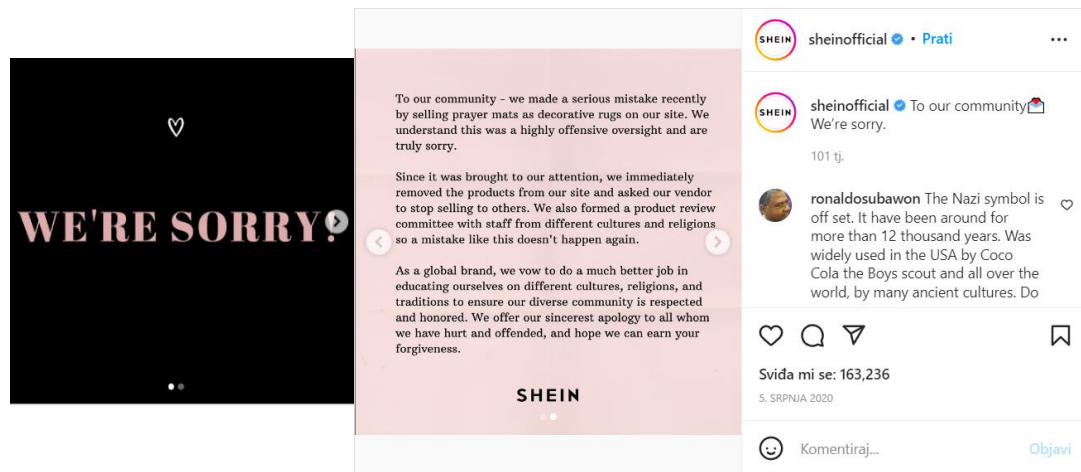 WE'RE SORRY.
To our community - we made a serious mistake recently
by selling prayer mats as decorative rugs on our site. We
understand this was a highly offensive oversight and are
truly sorry.
Since it was brought to our attention, we immediately
removed the products from our site and asked our vendor
to stop selling to others. We also formed a product review
committee with staff from different cultures and religions
so a mistake like this doesn't happen again.
As a global brand, we vow to do a much better job in
educating ourselves on different cultures, religions, and
traditions to ensure our diverse community is respected
and honored. We offer our sincerest apology to all whom
we have hurt and offended, and hope we can earn your
forgiveness.
SHEIN
SHEIN
sheinofficial • Prati
SHEIN
sheinofficial To our community
We're sorry.
101 tj.
ronaldosubawon The Nazi symbol is
off set. It have been around for
more than 12 thousand years. Was
widely used in the USA by Coco
Cola the Boys scout and all over the
world, by many ancient cultures. Do
Sviđa mi se: 163,236
5. SRPNJA 2020
Komentiraj...
Objavi